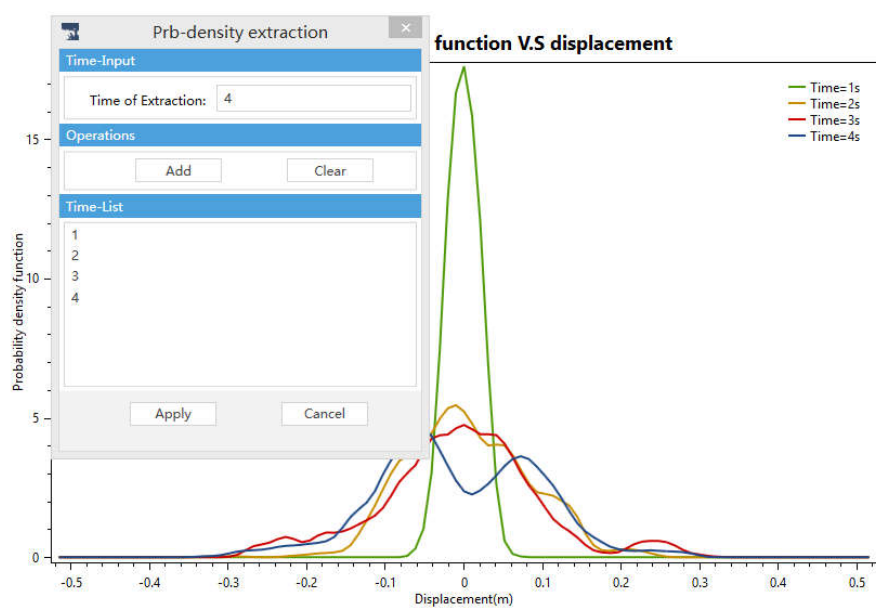 Prb-density extraction
function V.S displacement
Time-Input
Time of Extraction: 4
Operations
Add Clear
Time-List
1
2
3
4
Apply Cancel
Time=1s
Time=2s
Time=3s
Time=4s
Probability density function
15
10
5
0
-0.5 -0.4 -0.3 -0.2 -0.1 0 0.1 0.2 0.3 0.4 0.5
Displacement(m)